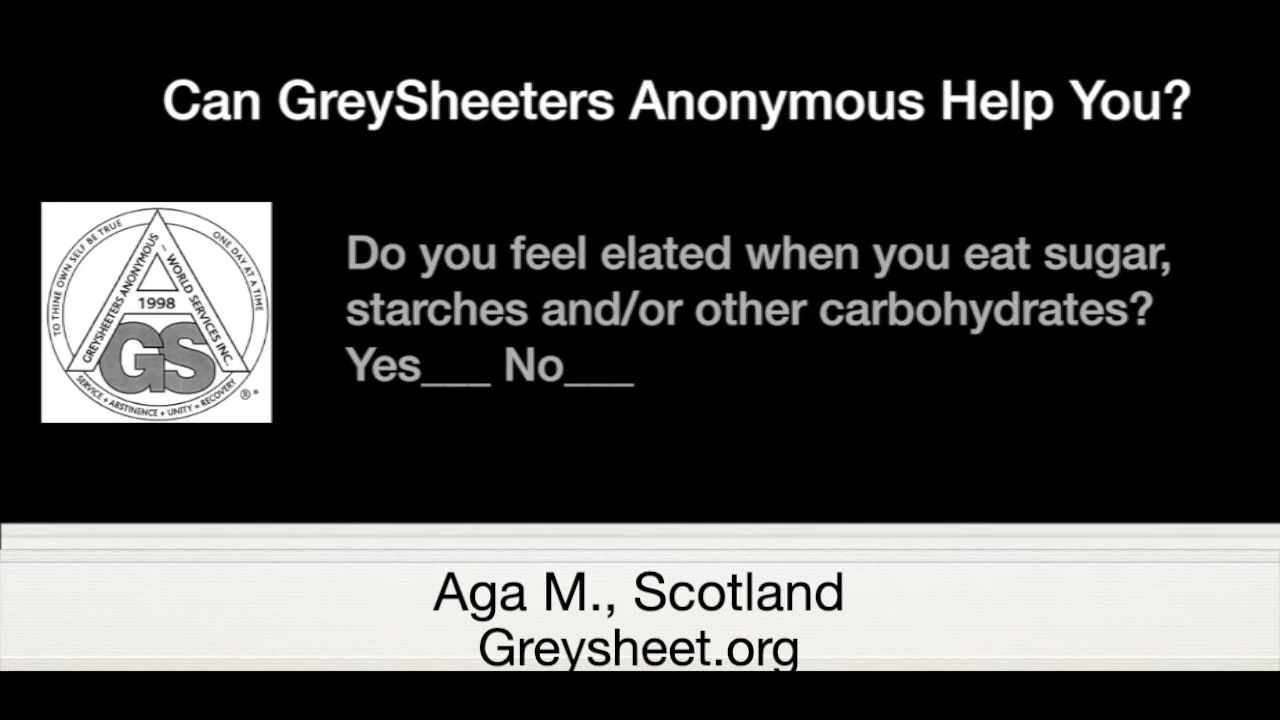 Can GreySheeters Anonymous Help You?
TO THINE OWN SELF BE TRUE
ONE DAY AT A TIME
GREYSHEETERS ANONYMOUS – WORLD SERVICES INC.
1998
GS
SERVICE + ABSTINENCE + UNITY = RECOVERY
®*
Do you feel elated when you eat sugar,
starches and/or other carbohydrates?
Yes___ No___
Aga M., Scotland
Greysheet.org